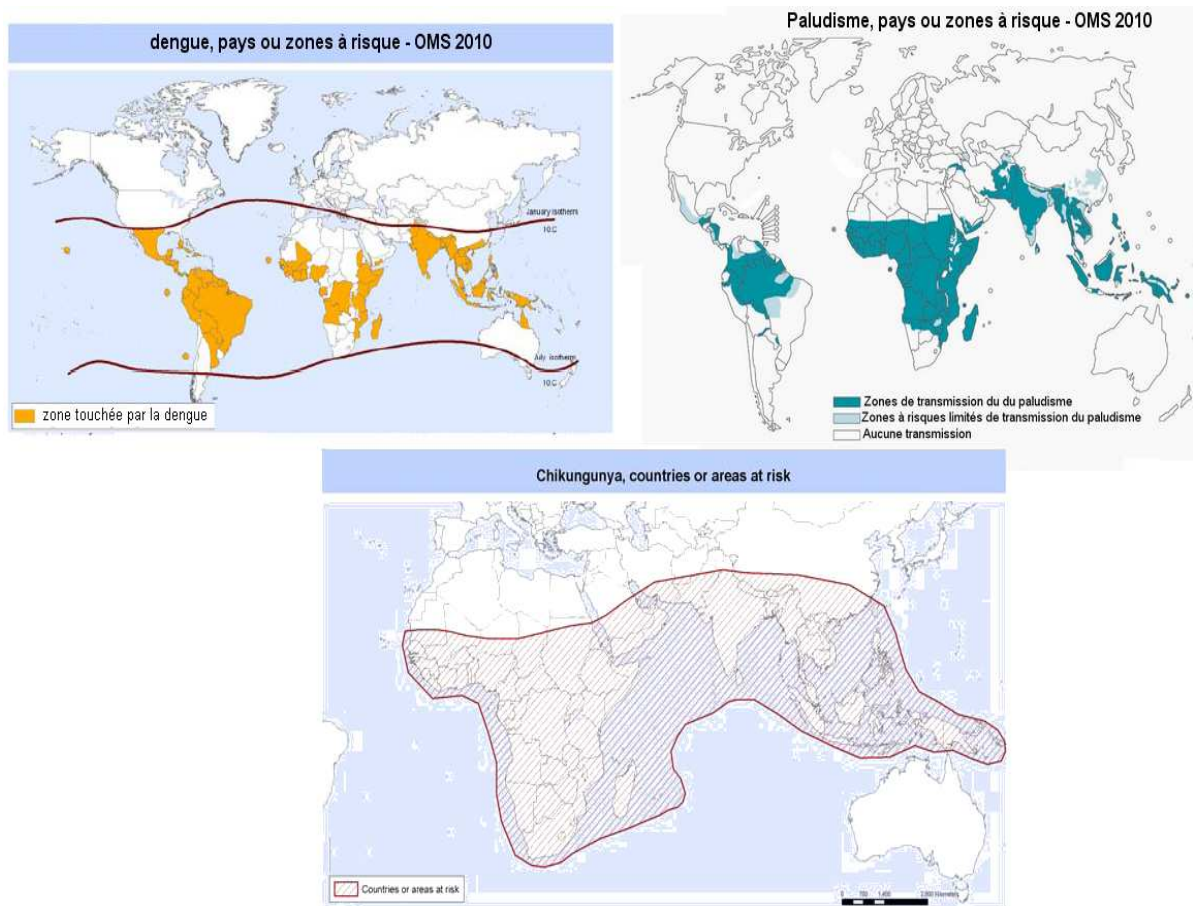 dengue, pays ou zones à risque - OMS 2010
January isotherm
10.C
July isotherm
10.C
zone touchée par la dengue
Paludisme, pays ou zones à risque - OMS 2010
Zones de transmission du du paludisme
Zones à risques limités de transmission du paludisme
Aucune transmission
Chikungunya, countries or areas at risk
Countries or areas at risk